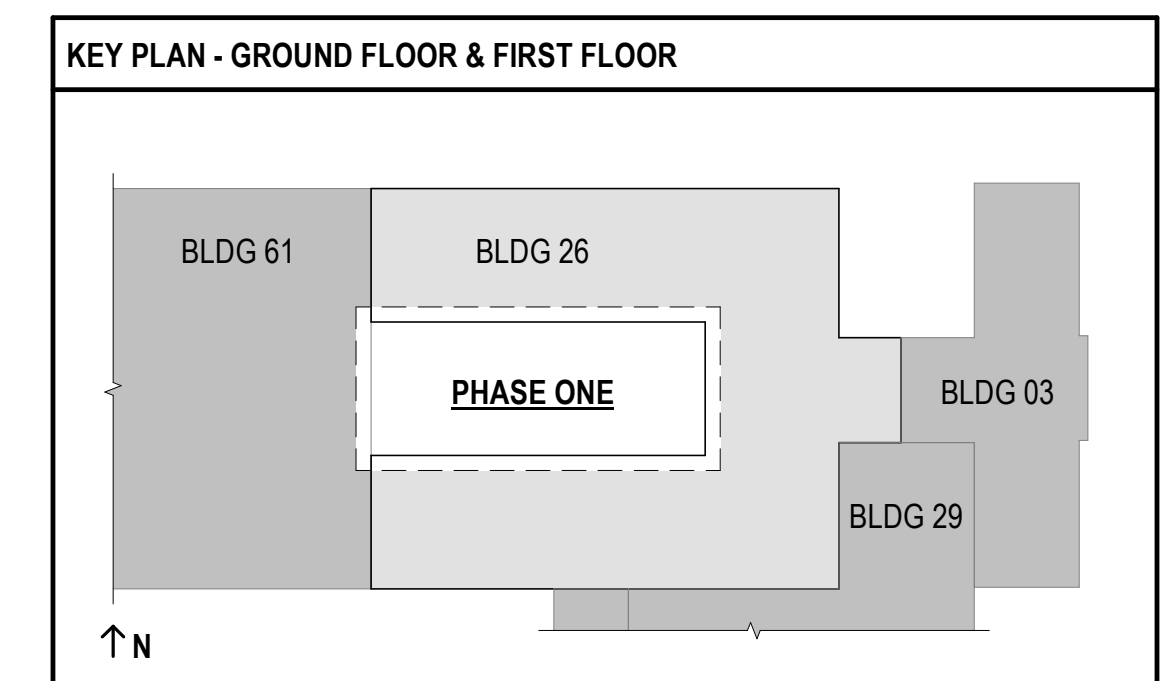 KEY PLAN - GROUND FLOOR & FIRST FLOOR
BLDG 61
BLDG 26
PHASE ONE
BLDG 03
BLDG 29
N